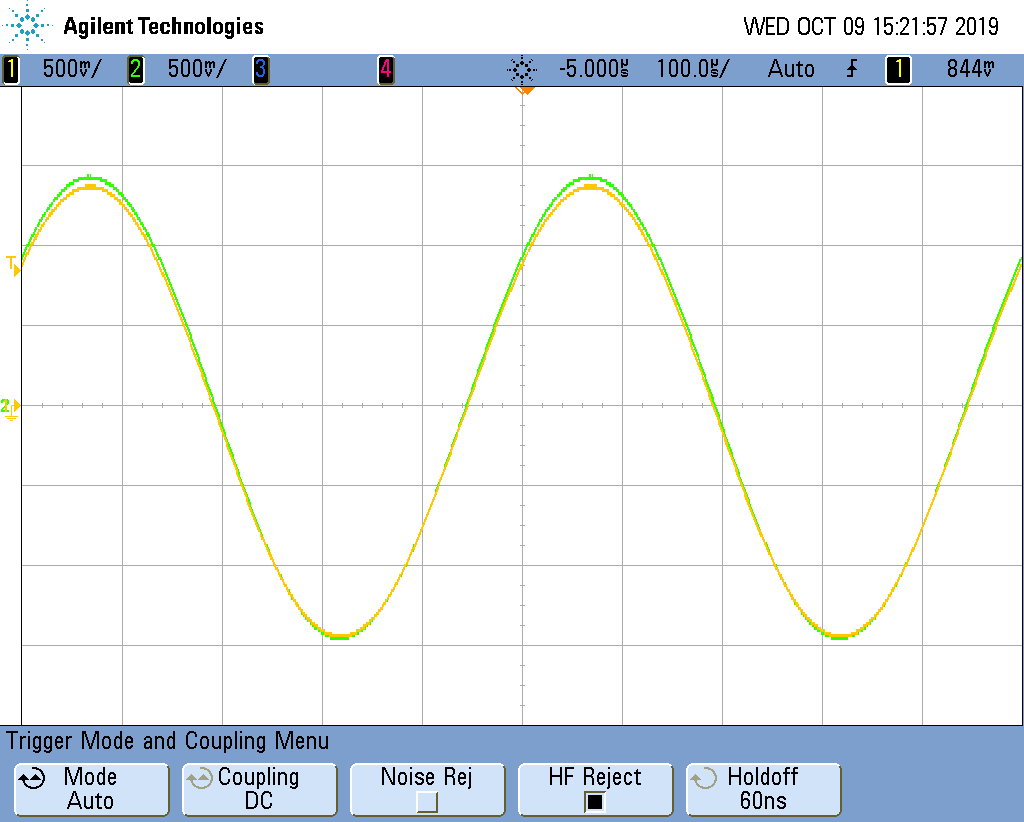 Agilent Technologies
WED OCT 09 15:21:57 2019
1 500mV/ 2 500mV/ 3 4 -5.000µs 100.0µs/ Auto 1 844mV
T
2
Trigger Mode and Coupling Menu
Mode
Auto
Coupling
DC
Noise Rej
HF Reject
Holdoff
60ns